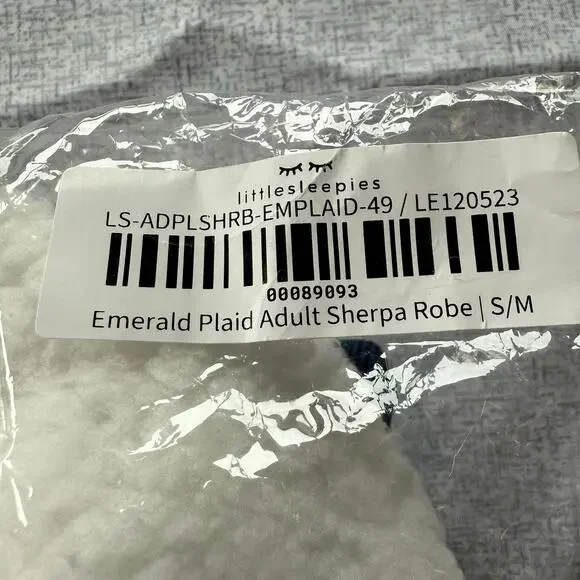 littlesleepies
LS-ADPLSHRB-EMPLAID-49 / LE120523
00089093
Emerald Plaid Adult Sherpa Robe | S/M